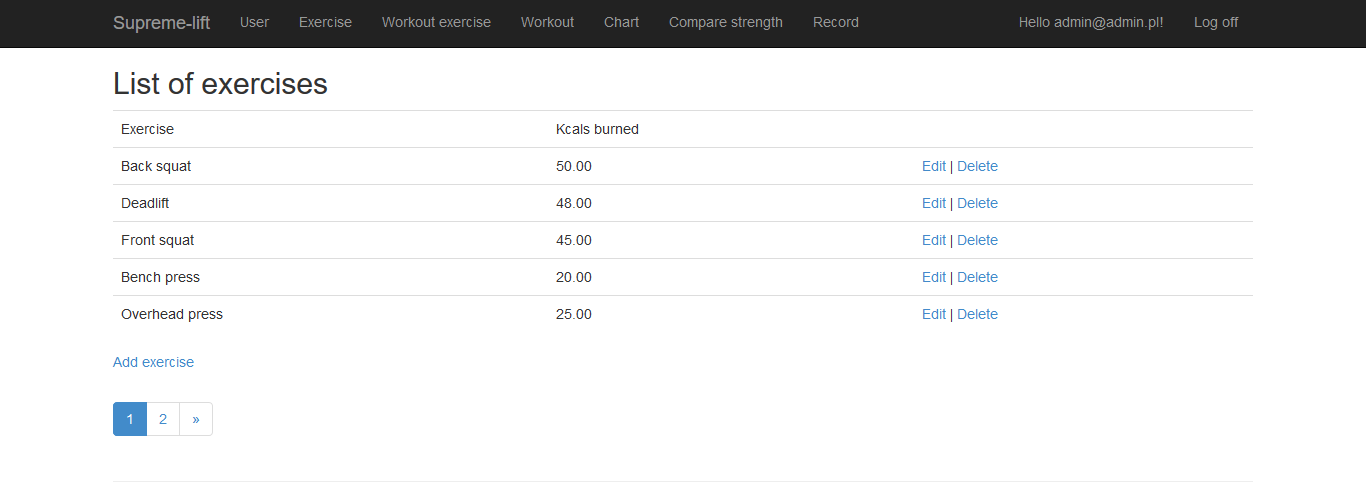 Supreme-lift User Exercise Workout exercise Workout Chart Compare strength Record Hello admin@admin.pl! Log off
List of exercises
Exercise Kcals burned
Back squat 50.00 Edit | Delete
Deadlift 48.00 Edit | Delete
Front squat 45.00 Edit | Delete
Bench press 20.00 Edit | Delete
Overhead press 25.00 Edit | Delete
Add exercise
1 2 »